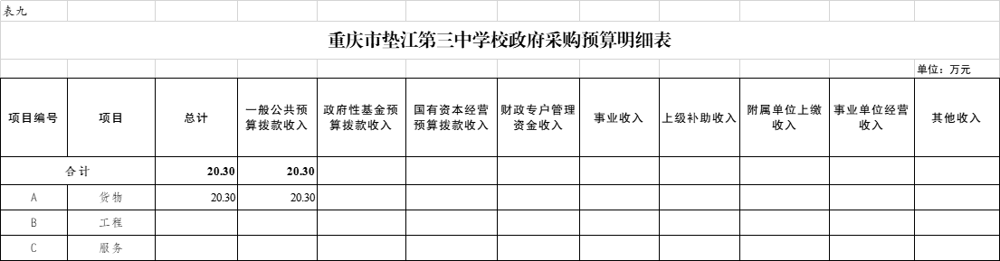 表九
重庆市垫江第三中学校政府采购预算明细表
单位：万元
项目编号 项目 总计 一般公共预算拨款收入 政府性基金预算拨款收入 国有资本经营预算拨款收入 财政专户管理资金收入 事业收入 上级补助收入 附属单位上缴收入 事业单位经营收入 其他收入
合计 20.30 20.30
A 货物 20.30 20.30
B 工程
C 服务